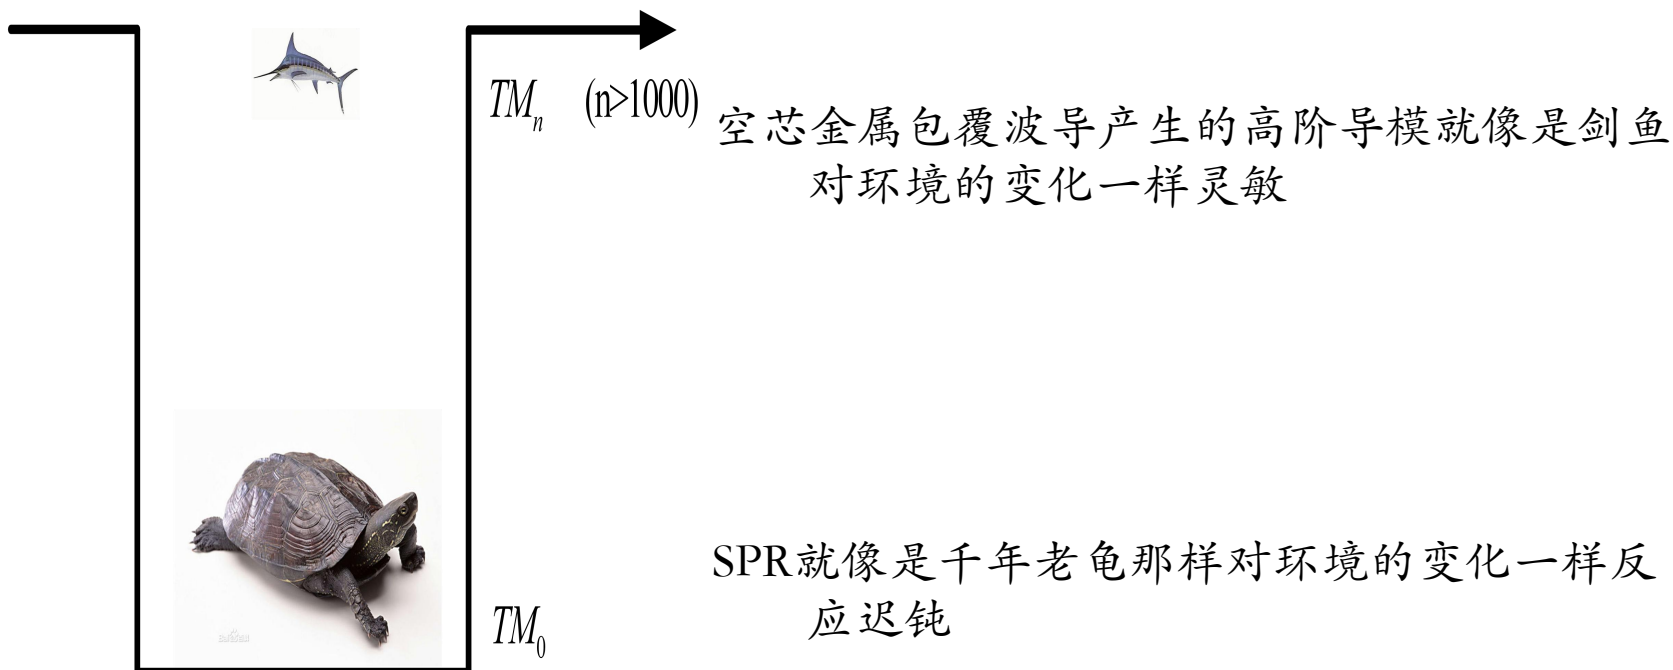 TMₙ (n>1000)
空芯金属包覆波导产生的高阶导模就像是剑鱼
对环境的变化一样灵敏
SPR就像是千年老龟那样对环境的变化一样反
应迟钝
TM₀